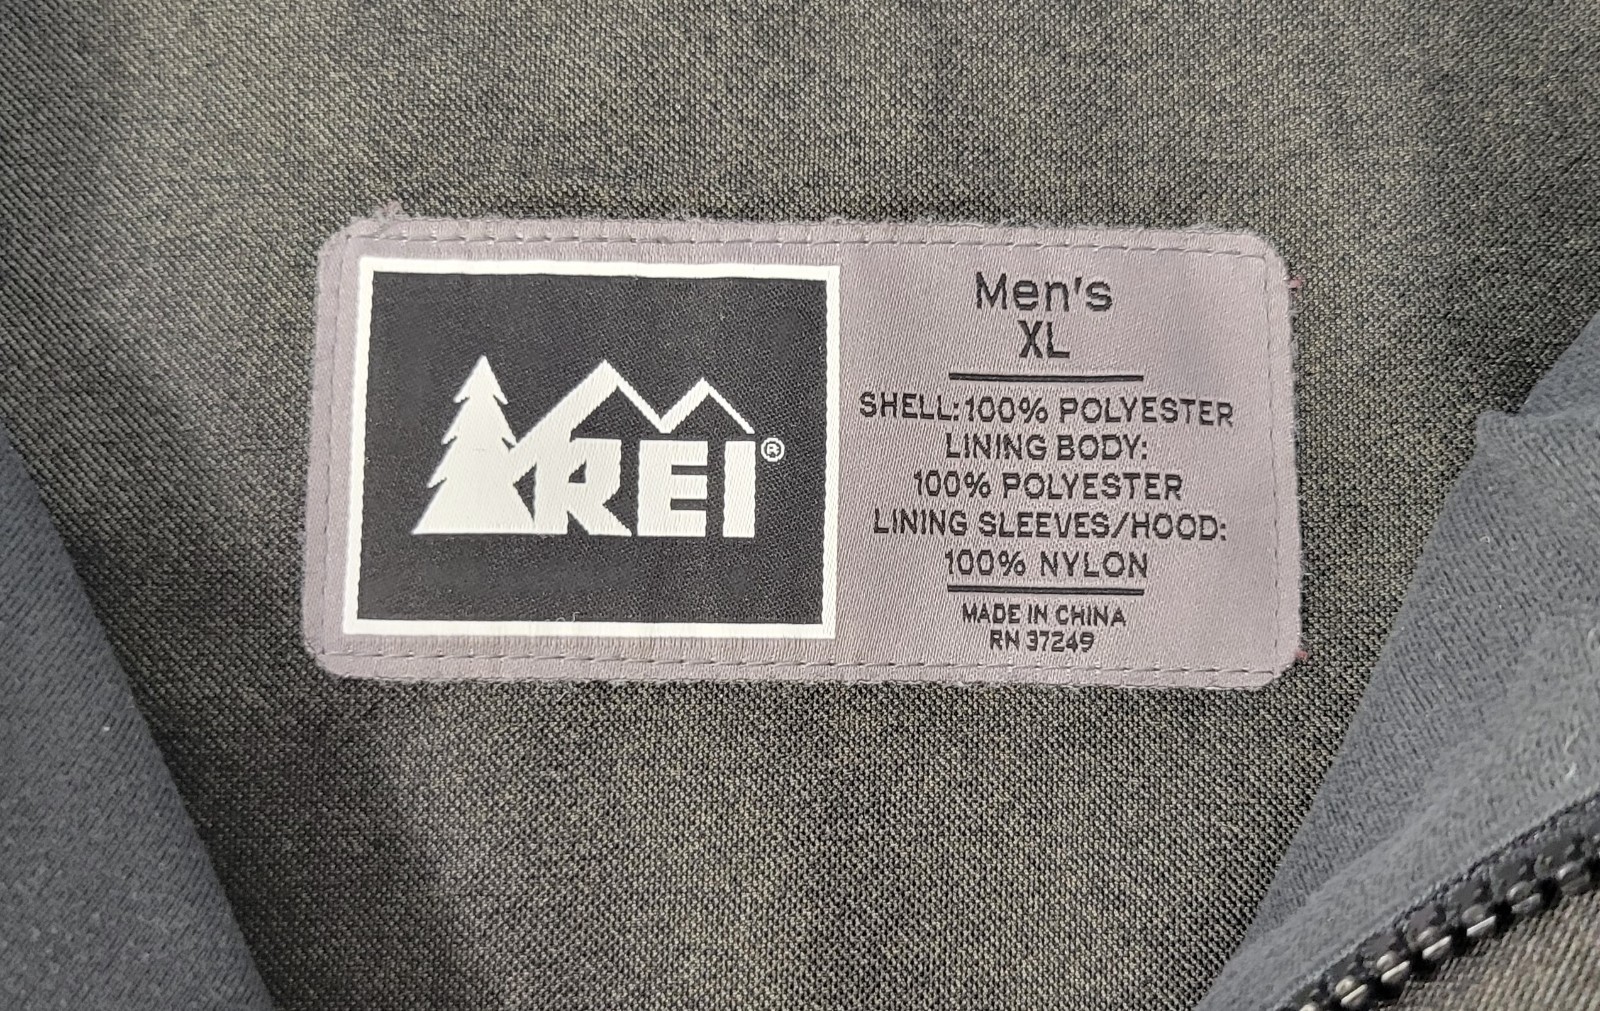 REI®
Men's
XL
SHELL: 100% POLYESTER
LINING BODY:
100% POLYESTER
LINING SLEEVES/HOOD:
100% NYLON
MADE IN CHINA
RN 37249